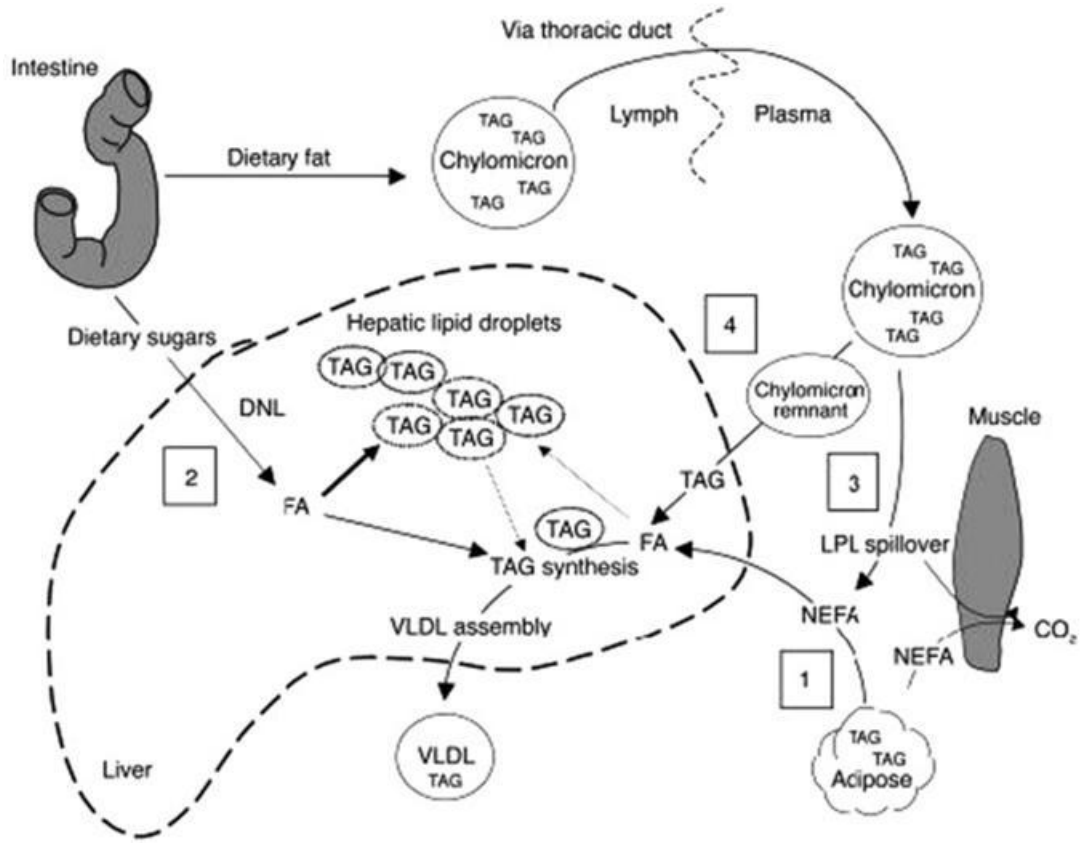 Via thoracic duct
Intestine
Lymph
Plasma
Dietary fat
TAG
TAG
Chylomicron
TAG
TAG
TAG
TAG
Chylomicron
TAG
TAG
Dietary sugars
Hepatic lipid droplets
4
TAG
TAG
TAG
TAG
TAG
TAG
DNL
Chylomicron
remnant
Muscle
2
FA
TAG
3
TAG
FA
LPL spillover
TAG synthesis
NEFA
VLDL assembly
CO2
NEFA
1
Liver
VLDL
TAG
TAG
TAG
Adipose